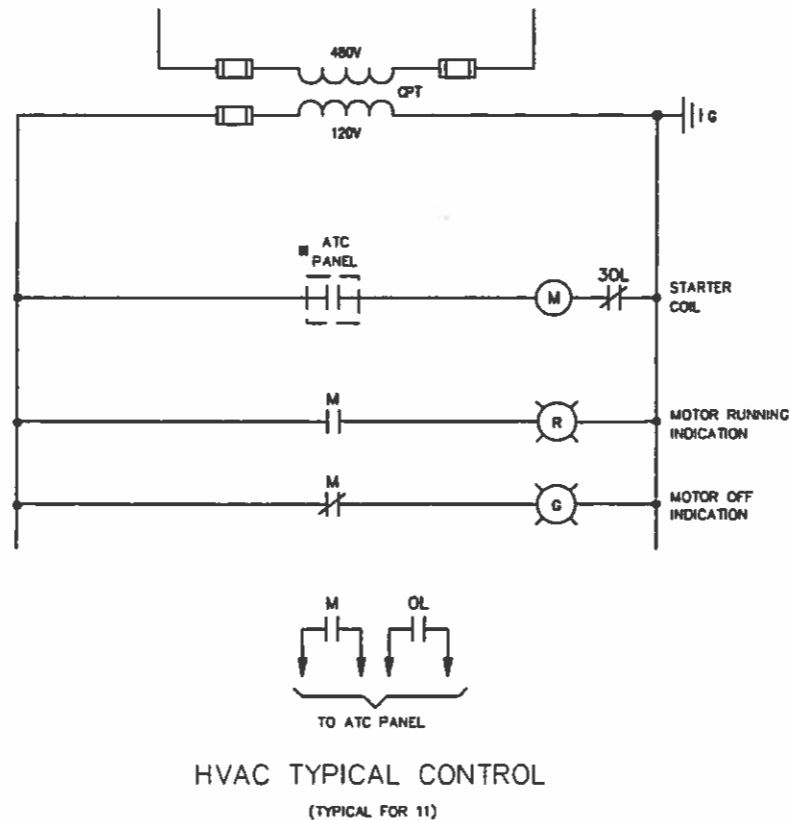 480V
CPT
120V
G
ATC
PANEL
M
3OL
STARTER
COIL
M
R
MOTOR RUNNING
INDICATION
M
G
MOTOR OFF
INDICATION
M
OL
TO ATC PANEL
HVAC TYPICAL CONTROL
(TYPICAL FOR 11)